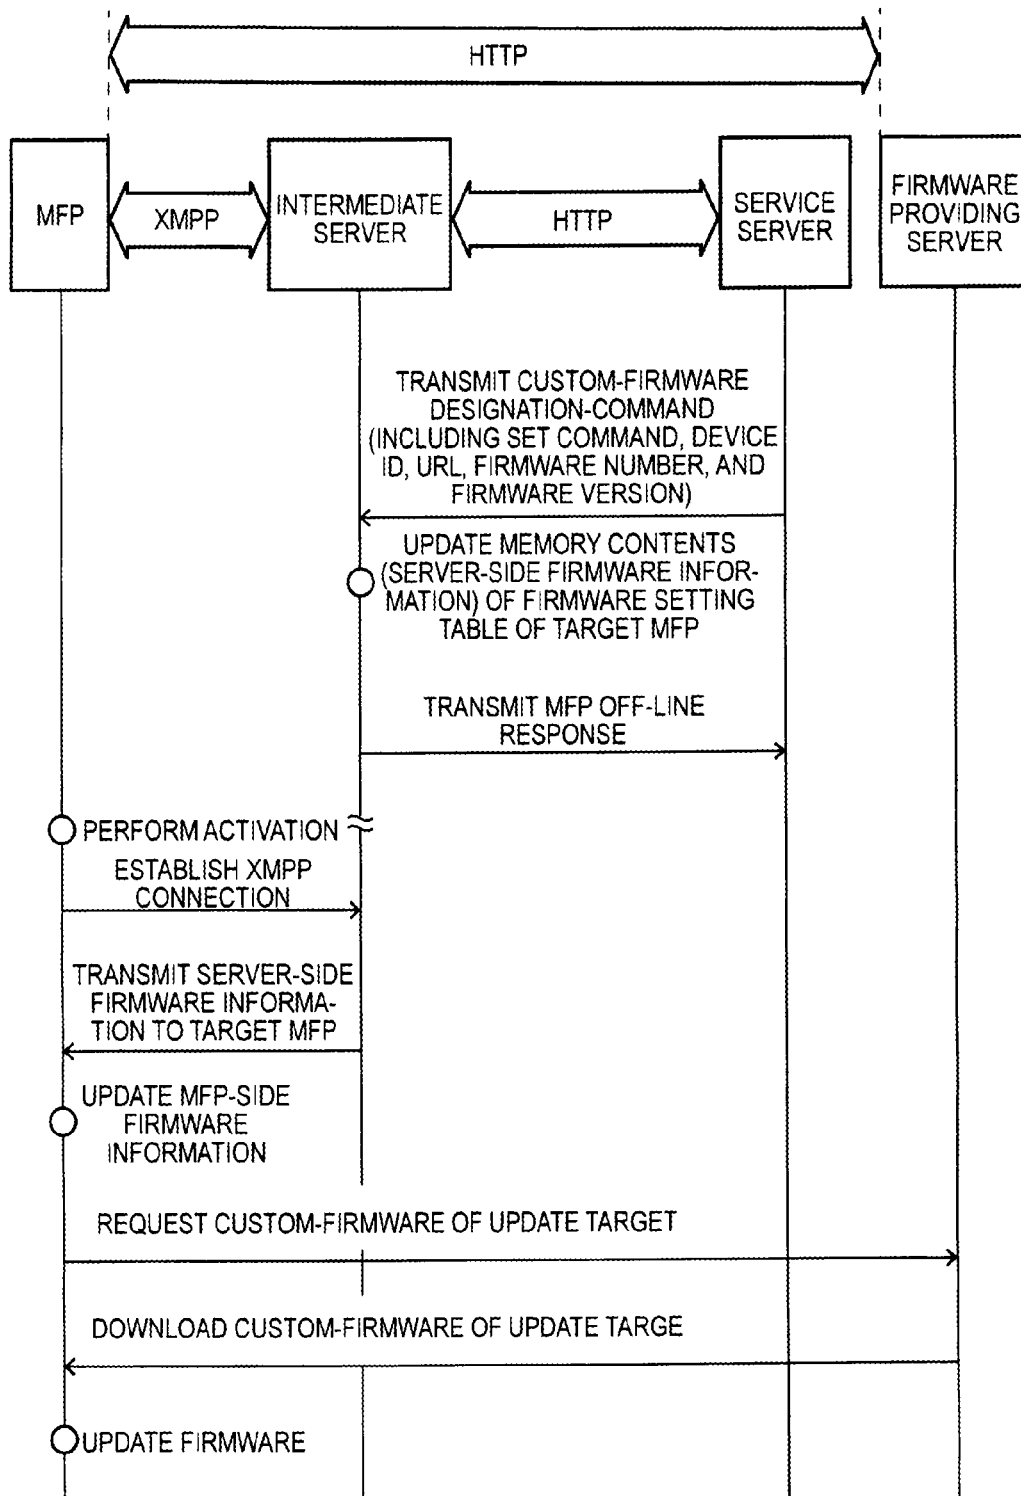 HTTP
MFP
XMPP
INTERMEDIATE
SERVER
HTTP
SERVICE
SERVER
FIRMWARE
PROVIDING
SERVER
TRANSMIT CUSTOM-FIRMWARE
DESIGNATION-COMMAND
(INCLUDING SET COMMAND, DEVICE
ID, URL, FIRMWARE NUMBER, AND
FIRMWARE VERSION)
UPDATE MEMORY CONTENTS
(SERVER-SIDE FIRMWARE INFOR-
MATION) OF FIRMWARE SETTING
TABLE OF TARGET MFP
TRANSMIT MFP OFF-LINE
RESPONSE
PERFORM ACTIVATION
ESTABLISH XMPP
CONNECTION
TRANSMIT SERVER-SIDE
FIRMWARE INFORMA-
TION TO TARGET MFP
UPDATE MFP-SIDE
FIRMWARE
INFORMATION
REQUEST CUSTOM-FIRMWARE OF UPDATE TARGET
DOWNLOAD CUSTOM-FIRMWARE OF UPDATE TARGE
UPDATE FIRMWARE